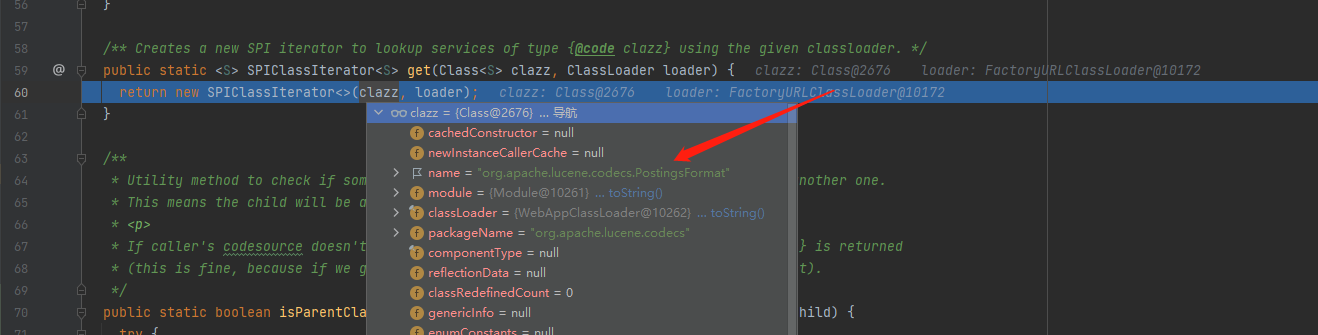 56 }
57
58 /** Creates a new SPI iterator to lookup services of type {@code clazz} using the given classloader. */
59 @ public static <S> SPIClassIterator<S> get(Class<S> clazz, ClassLoader loader) { clazz: Class@2676 loader: FactoryURLClassLoader@10172
60 return new SPIClassIterator<>(clazz, loader); clazz: Class@2676 loader: FactoryURLClassLoader@10172
61 }
clazz = {Class@2676} ... 导航
62
f cachedConstructor = null
f newInstanceCallerCache = null
63 /**
name = "org.apache.lucene.codecs.PostingsFormat"
64 * Utility method to check if som nother one.
f module = {Module@10261} ... toString()
65 * This means the child will be a
f classLoader = {WebAppClassLoader@10262} ... toString()
66 * <p>
f packageName = "org.apache.lucene.codecs"
67 * If caller's codesource doesn't } is returned
f componentType = null
68 * (this is fine, because if we g t).
f reflectionData = null
69 */
f classRedefinedCount = 0
70 public static boolean isParentCla hild) {
f genericInfo = null
71 try {
f enumConstants = null